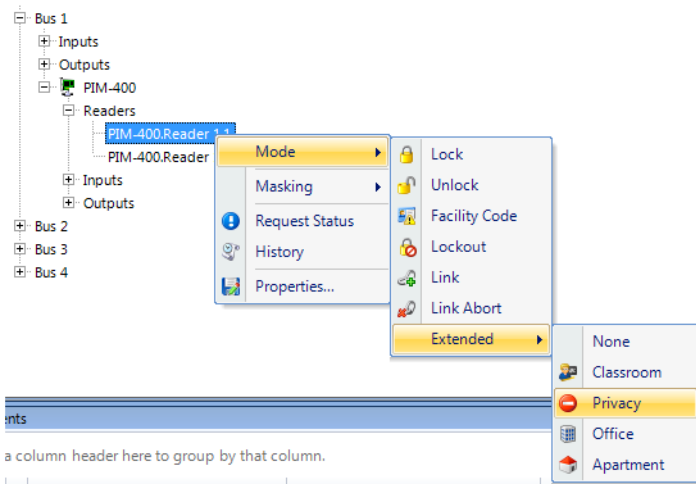 Bus 1
Inputs
Outputs
PIM-400
Readers
PIM-400.Reader 1.1
PIM-400.Reader
Inputs
Outputs
Bus 2
Bus 3
Bus 4
Mode
Masking
Request Status
History
Properties...
Lock
Unlock
Facility Code
Lockout
Link
Link Abort
Extended
None
Classroom
Privacy
Office
Apartment
ents
a column header here to group by that column.